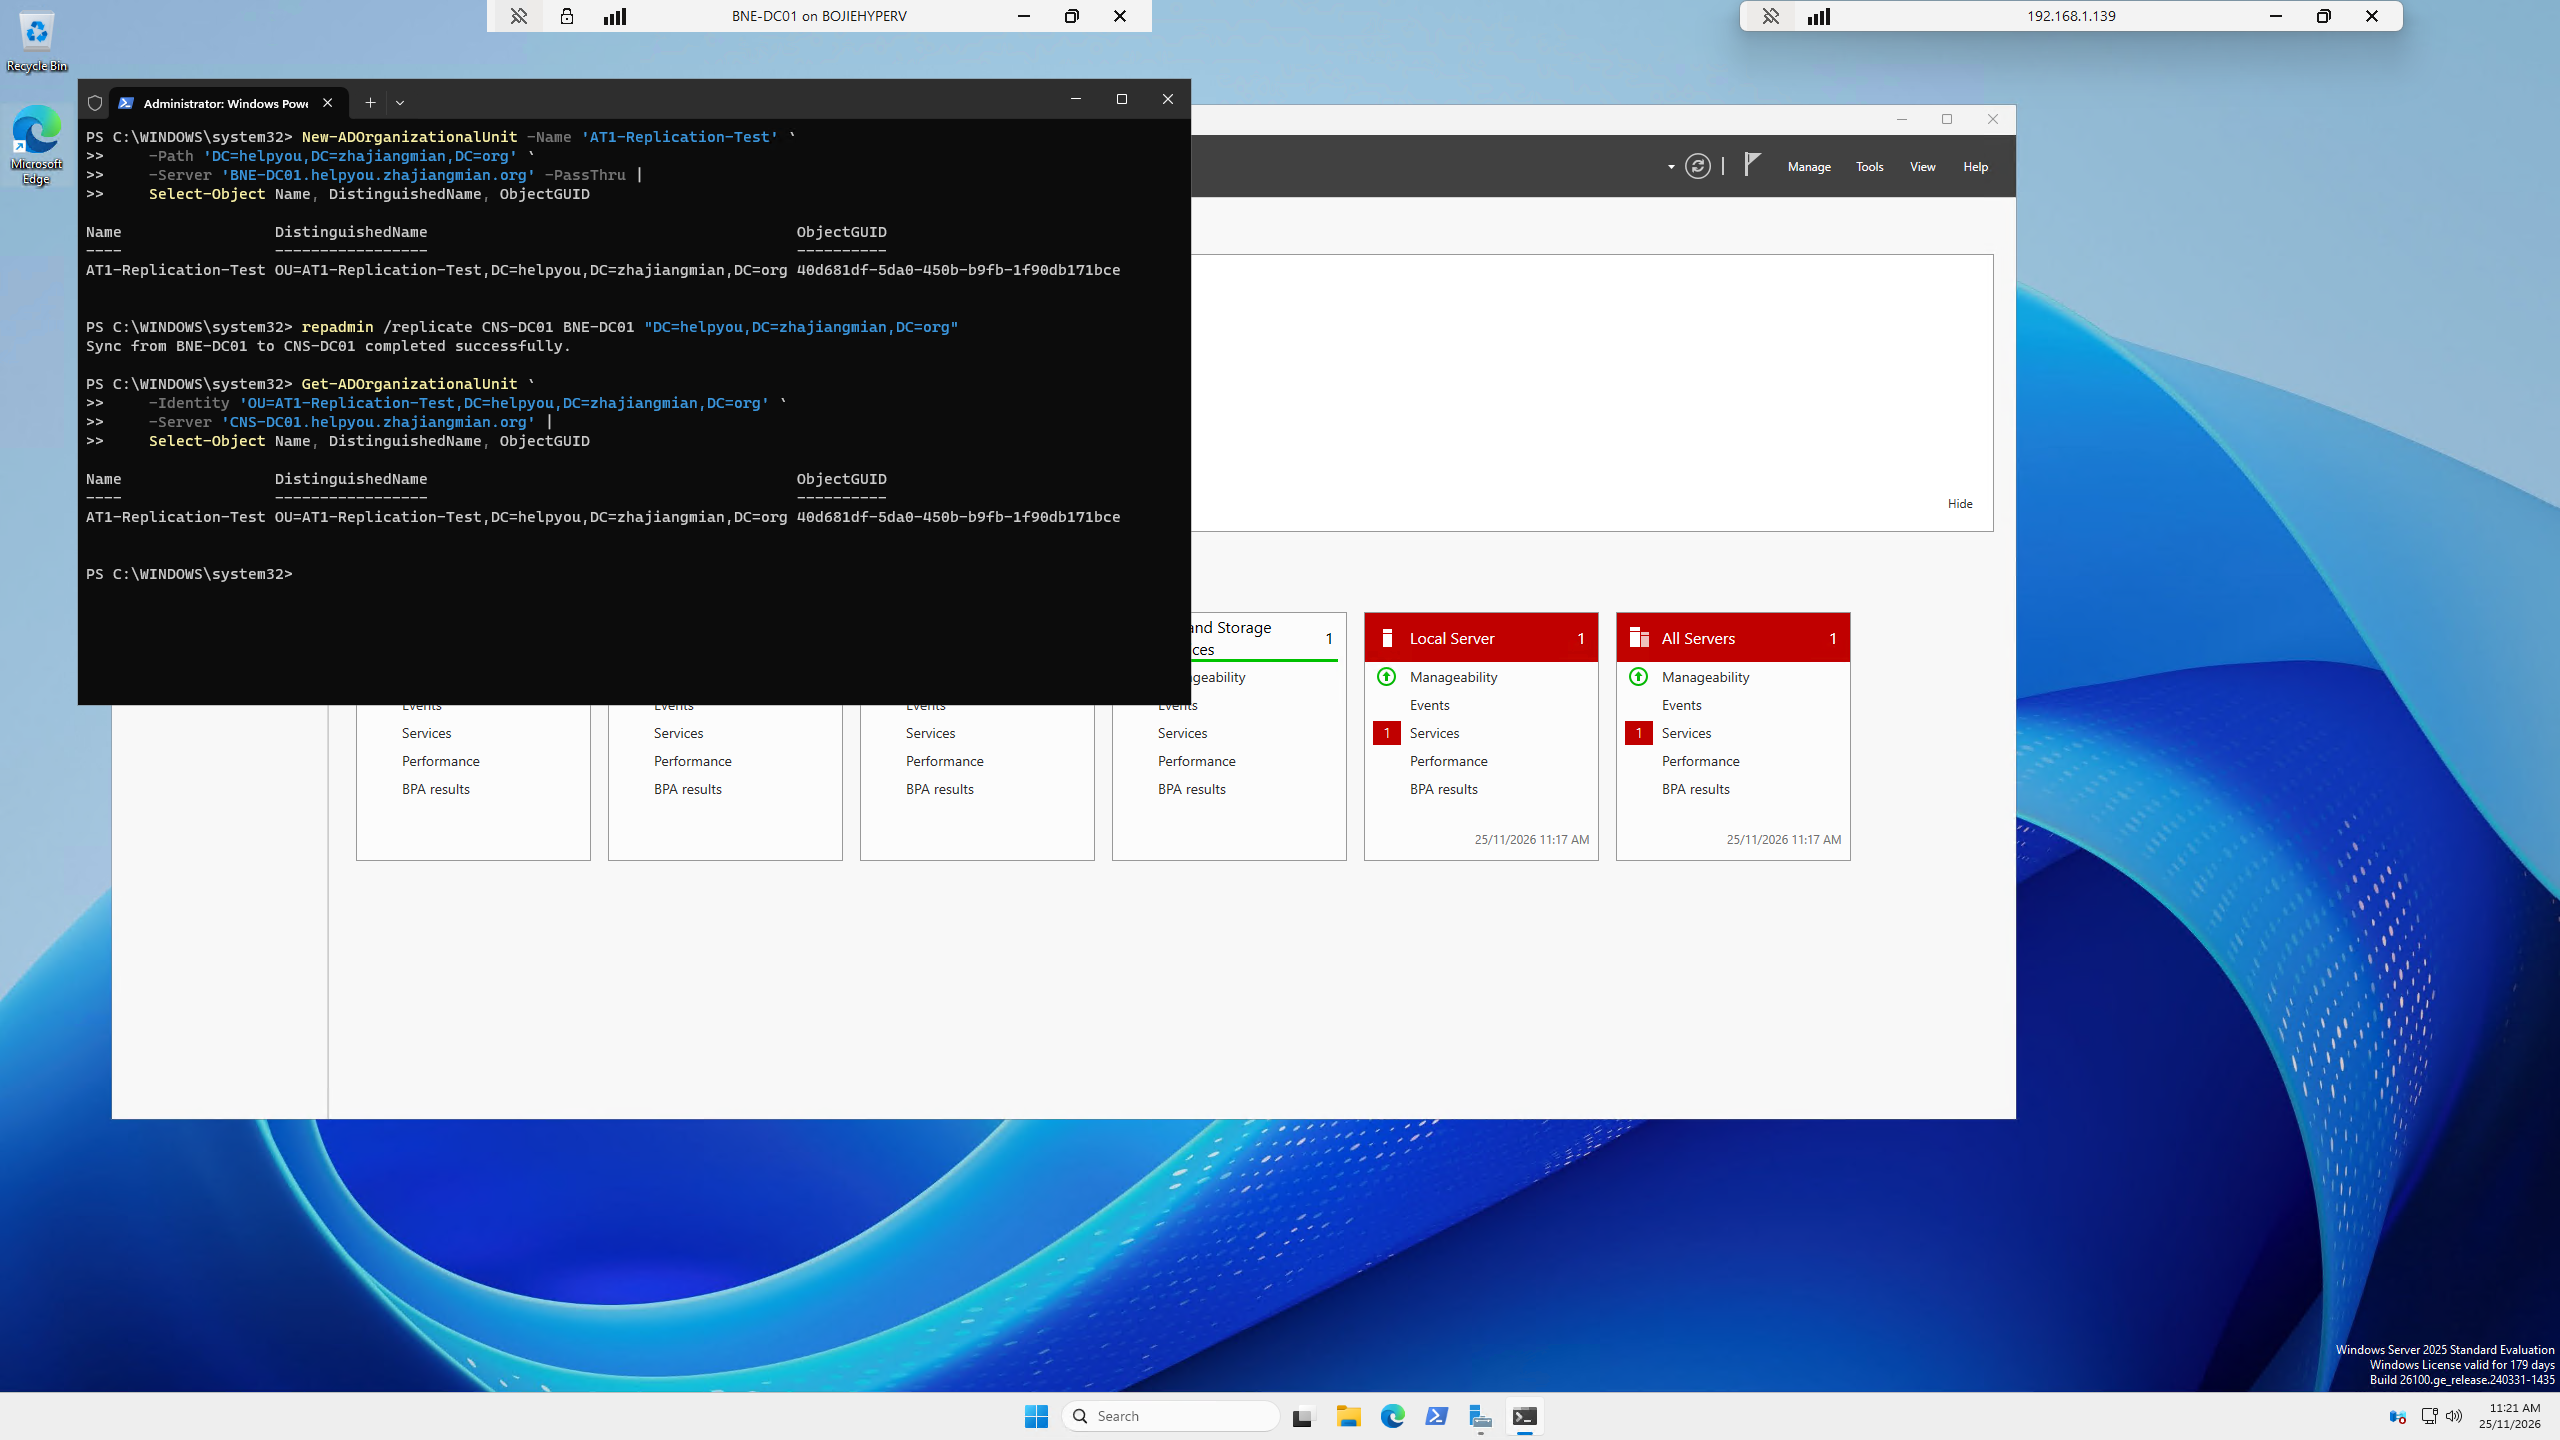 BNE-DC01 on BOJIEHYPERV
192.168.1.139
Recycle Bin
Microsoft
Edge
Administrator: Windows Powe
PS C:\WINDOWS\system32> New-ADOrganizationalUnit -Name 'AT1-Replication-Test' `
>>     -Path 'DC=helpyou,DC=zhajiangmian,DC=org' `
>>     -Server 'BNE-DC01.helpyou.zhajiangmian.org' -PassThru |
>>     Select-Object Name, DistinguishedName, ObjectGUID
Name                 DistinguishedName                                         ObjectGUID
----                 -----------------                                         ----------
AT1-Replication-Test OU=AT1-Replication-Test,DC=helpyou,DC=zhajiangmian,DC=org 40d681df-5da0-450b-b9fb-1f90db171bce
PS C:\WINDOWS\system32> repadmin /replicate CNS-DC01 BNE-DC01 "DC=helpyou,DC=zhajiangmian,DC=org"
Sync from BNE-DC01 to CNS-DC01 completed successfully.
PS C:\WINDOWS\system32> Get-ADOrganizationalUnit `
>>     -Identity 'OU=AT1-Replication-Test,DC=helpyou,DC=zhajiangmian,DC=org' `
>>     -Server 'CNS-DC01.helpyou.zhajiangmian.org' |
>>     Select-Object Name, DistinguishedName, ObjectGUID
Name                 DistinguishedName                                         ObjectGUID
----                 -----------------                                         ----------
AT1-Replication-Test OU=AT1-Replication-Test,DC=helpyou,DC=zhajiangmian,DC=org 40d681df-5da0-450b-b9fb-1f90db171bce
PS C:\WINDOWS\system32>
Manage Tools View Help
Hide
and Storage 1
ces
Local Server 1
All Servers 1
geability
Manageability
Manageability
Events
Events
Events
Events
Events
Events
Services
Services
Services
Services
1 Services
1 Services
Performance
Performance
Performance
Performance
Performance
Performance
BPA results
BPA results
BPA results
BPA results
BPA results
BPA results
25/11/2026 11:17 AM
25/11/2026 11:17 AM
Windows Server 2025 Standard Evaluation
Windows License valid for 179 days
Build 26100.ge_release.240331-1435
Search
11:21 AM
25/11/2026